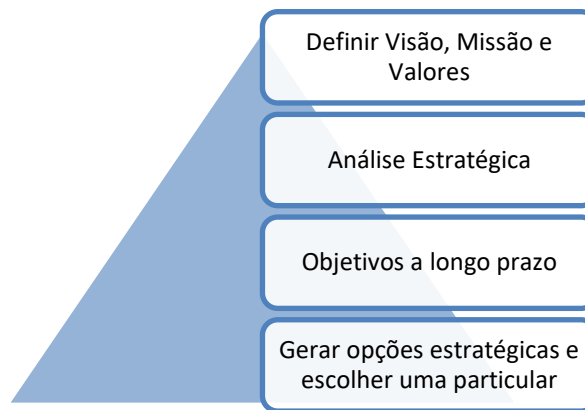 Definir Visão, Missão e
Valores
Análise Estratégica
Objetivos a longo prazo
Gerar opções estratégicas e
escolher uma particular